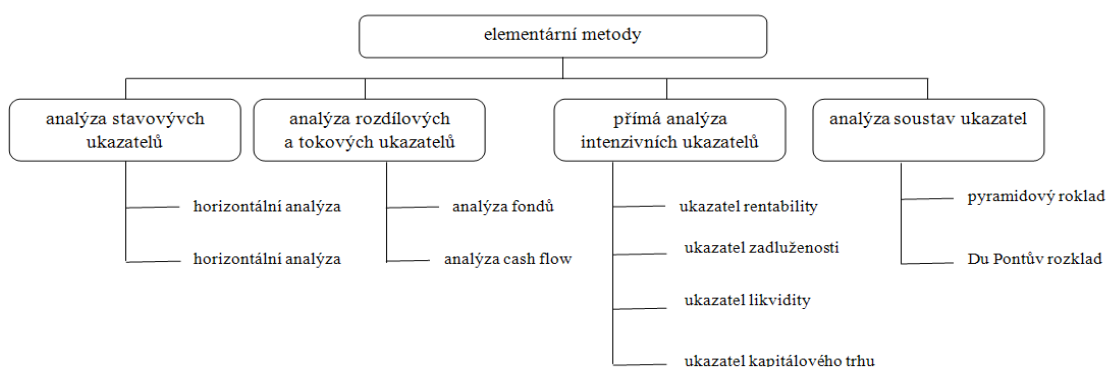 elementární metody
analýza stavovývch
ukazatelů
analýza rozdílových
a tokových ukazatelů
přímá analýza
intenzivních ukazatelů
analýza soustav ukazatel
horizontální analýza
horizontální analýza
analýza fondů
analýza cash flow
ukazatel rentability
ukazatel zadluženosti
ukazatel likvidity
ukazatel kapitálového trhu
pyramidový roklad
Du Pontův rozklad